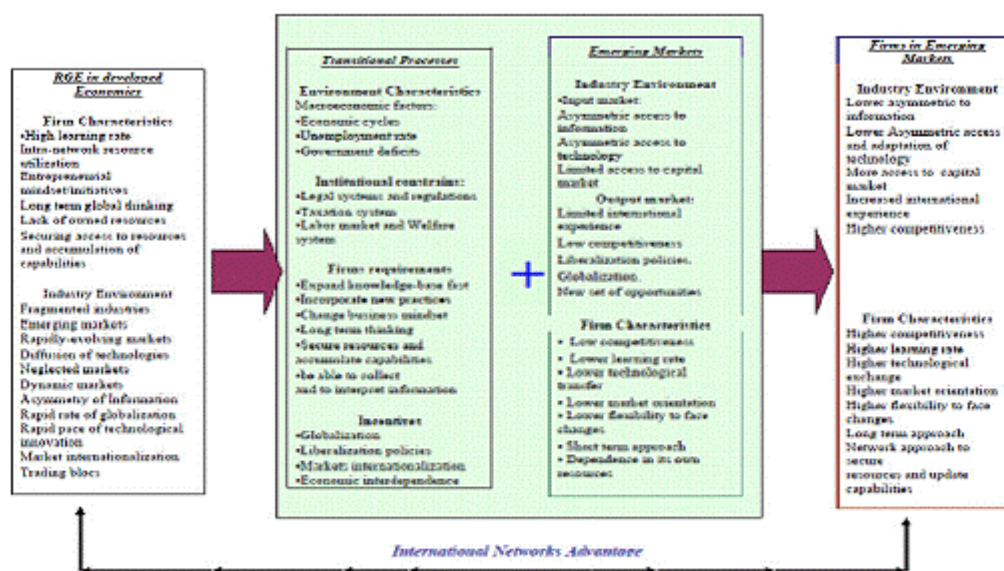 RGE in developed
Economies
Firm Characteristics
•High learning rate
Intra-network resource
utilization
Entrepreneurial
mindset/initiatives
Long term global thinking
Lack of owned resources
Securing access to resources
and accumulation of
capabilities
Industry Environment
Fragmented industries
Emerging markets
Rapidly-evolving markets
Diffusion of technologies
Neglected markets
Dynamic markets
Asymmetry of Information
Rapid rate of globalization
Rapid pace of technological
innovation
Market internationalization
Trading blocs
Transitional Processes
Environment Characteristics
Macroeconomic factors:
•Economic cycles
•Unemployment rate
•Government deficits
Institutional constrains:
•Legal systems and regulations
•Taxation system
•Labor market and Welfare
system
Firms requirements
•Expand knowledge-base fast
•Incorporate new practices
•Change business mindset
•Long term thinking
•Secure resources and
accumulate capabilities
•be able to collect
and to interpret information
Incentives
•Globalization
•Liberalization policies
•Markets internationalization
•Economic interdependence
+
Emerging Markets
Industry Environment
•Input market:
Asymmetric access to
information
Asymmetric access to
technology
Limited access to capital
market
Output market:
Limited international
experience
Low competitiveness
Liberalization policies.
Globalization.
New set of opportunities
Firm Characteristics
• Low competitiveness
• Lower learning rate
• Lower technological
transfer
• Lower market orientation
• Lower flexibility to face
changes
• Short term approach
• Dependence in its own
resources
Firms in Emerging
Markets
Industry Environment
Lower asymmetric to
information
Lower Asymmetric access
and adaptation of
technology
More access to capital
market
Increased international
experience
Higher competitiveness
Firm Characteristics
Higher competitiveness
Higher learning rate
Higher technological
exchange
Higher market orientation
Higher flexibility to face
changes
Long term approach
Network approach to
secure
resources and update
capabilities
International Networks Advantage